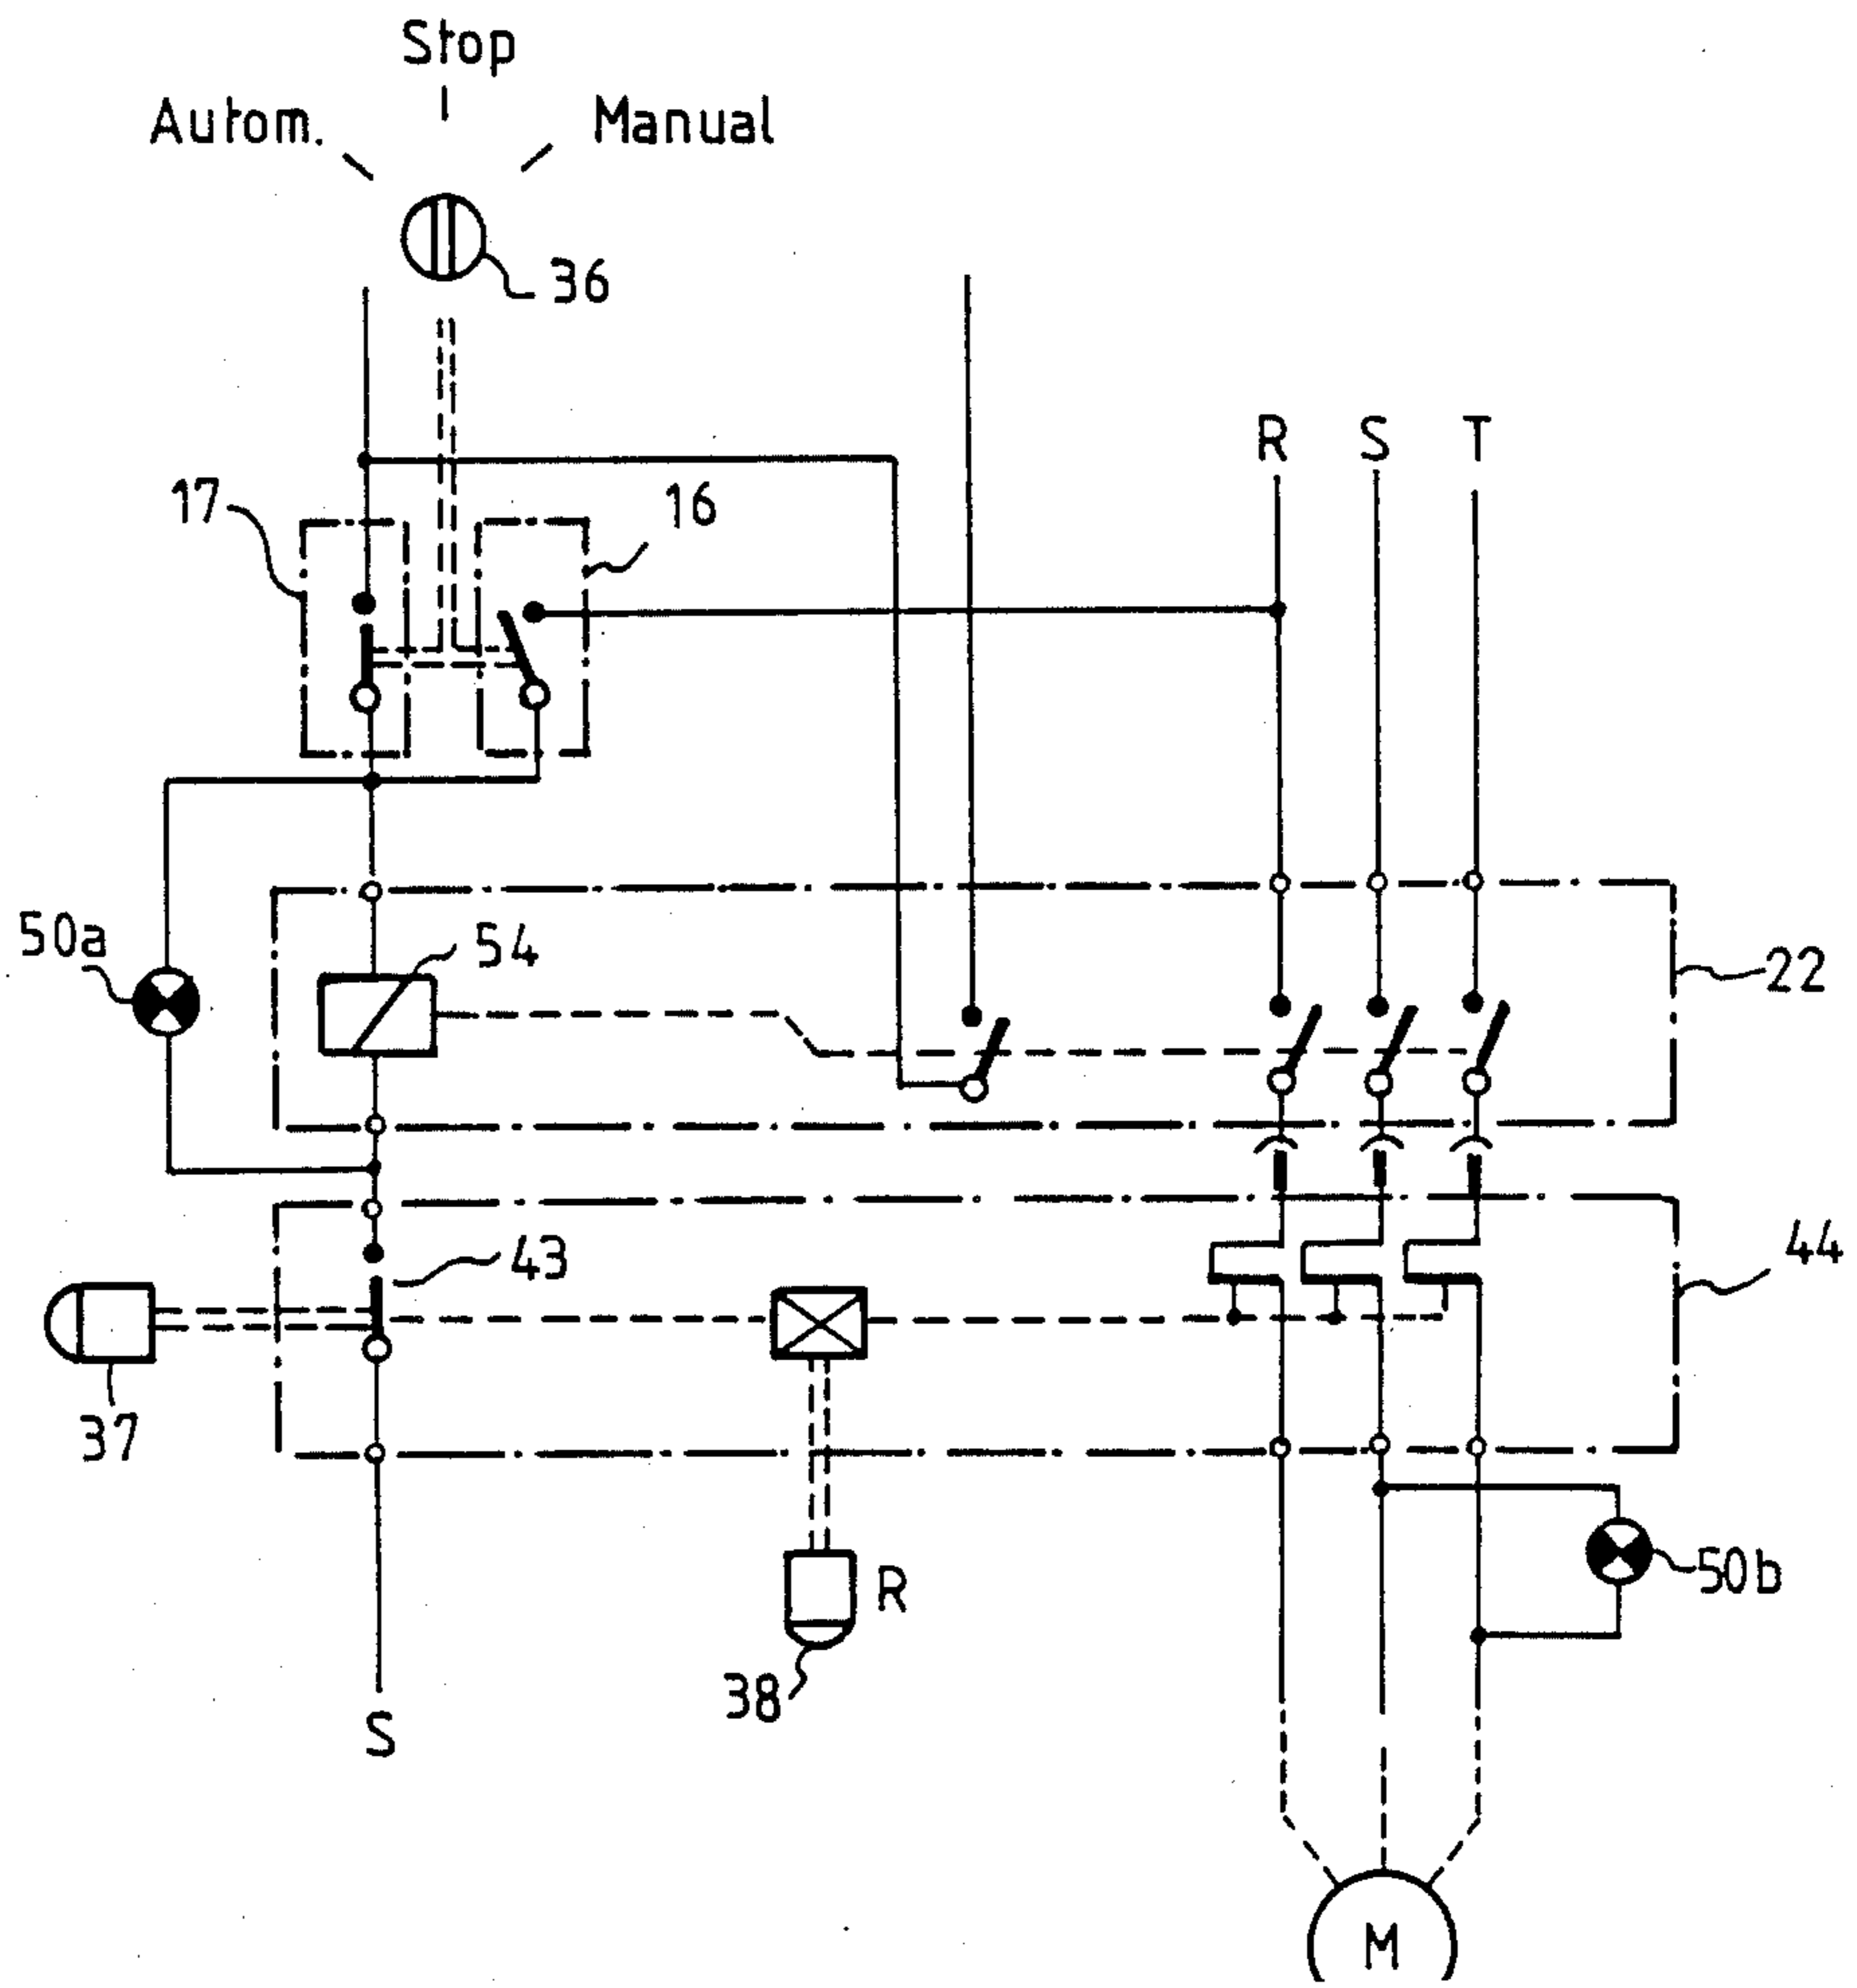 Stop
Autom.
Manual
36
R S T
17
16
50a
54
22
43
44
37
R
50b
38
S
M